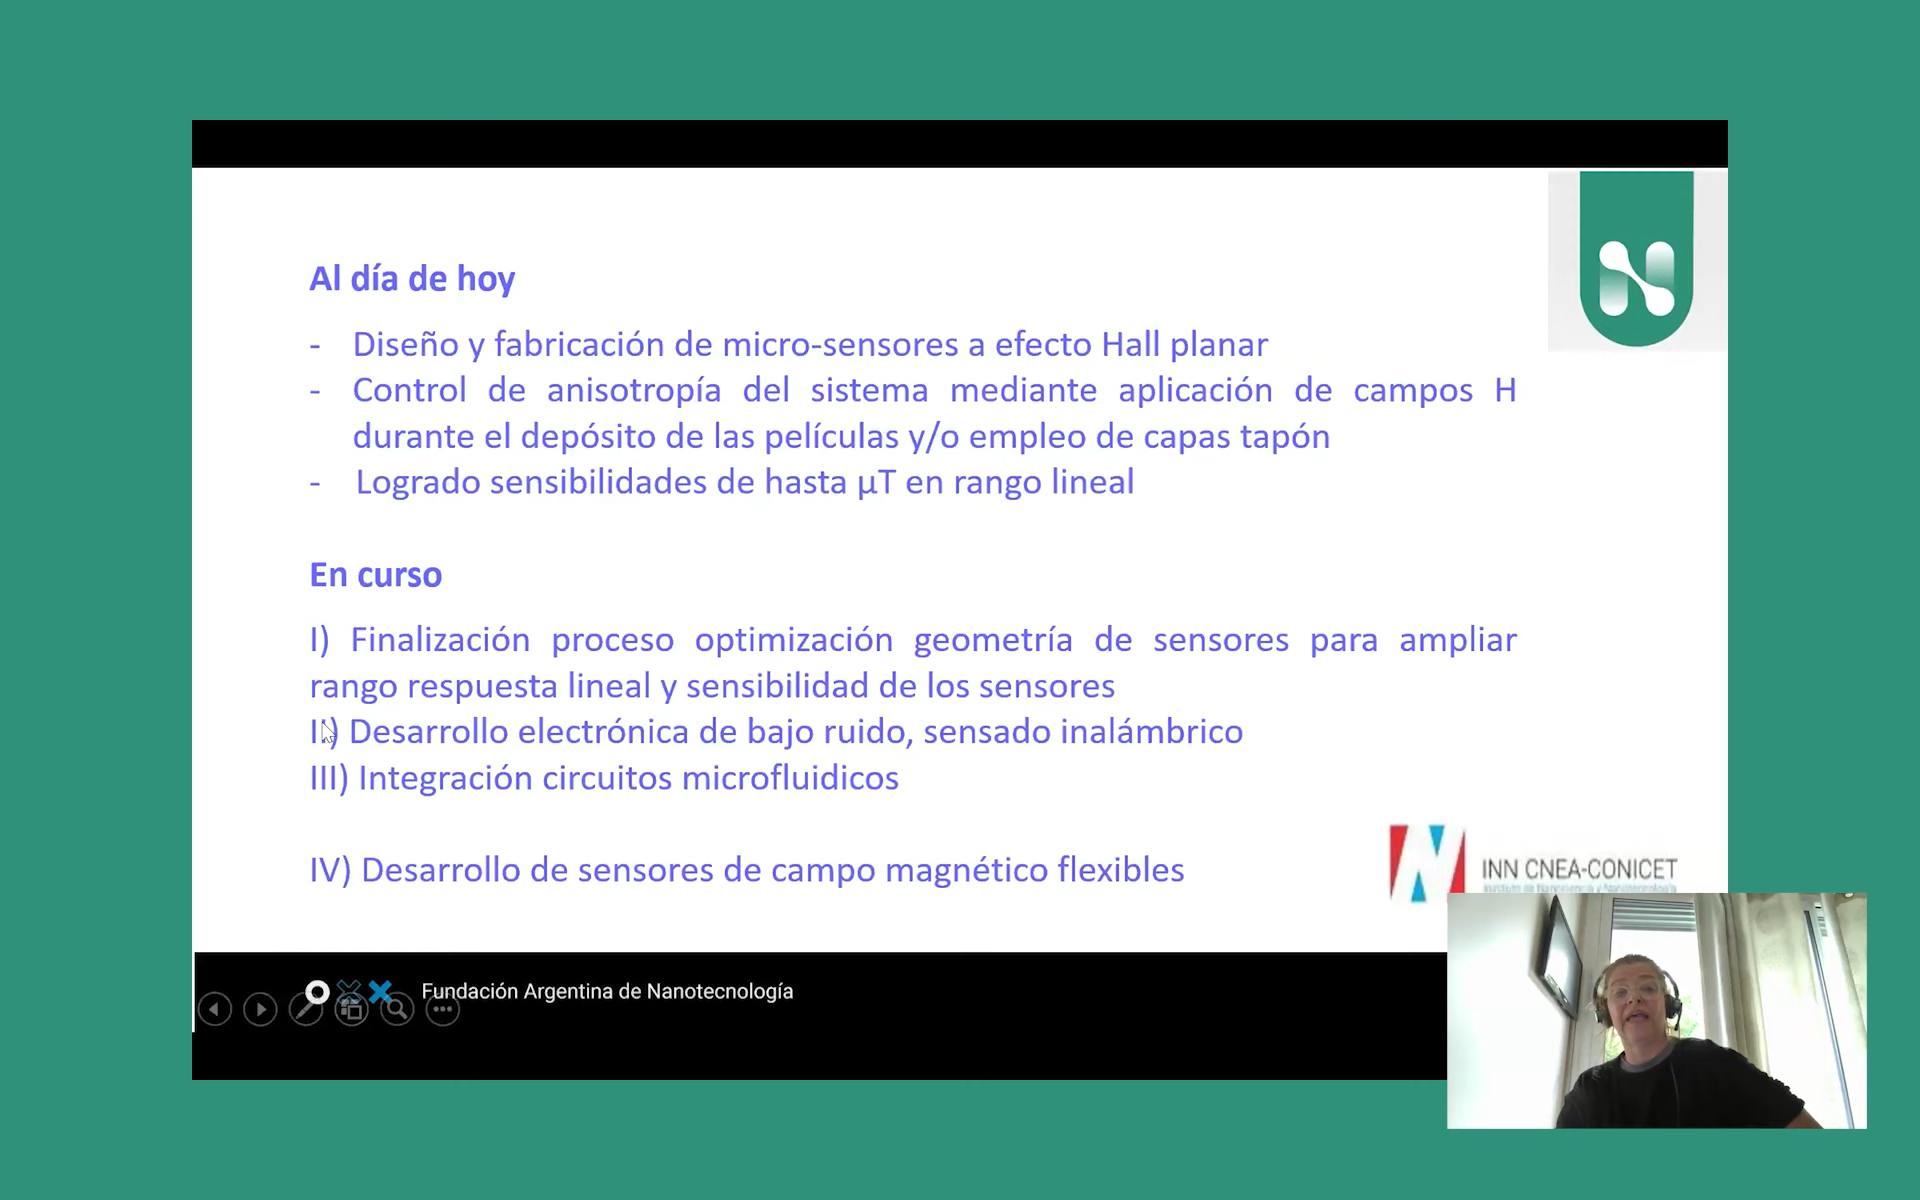 Al día de hoy
- Diseño y fabricación de micro-sensores a efecto Hall planar
- Control de anisotropía del sistema mediante aplicación de campos H
durante el depósito de las películas y/o empleo de capas tapón
- Logrado sensibilidades de hasta µT en rango lineal
En curso
I) Finalización proceso optimización geometría de sensores para ampliar
rango respuesta lineal y sensibilidad de los sensores
II) Desarrollo electrónica de bajo ruido, sensado inalámbrico
III) Integración circuitos microfluidicos
IV) Desarrollo de sensores de campo magnético flexibles
INN CNEA-CONICET
Instituto de Nanociencia y Nanotecnología
Fundación Argentina de Nanotecnología